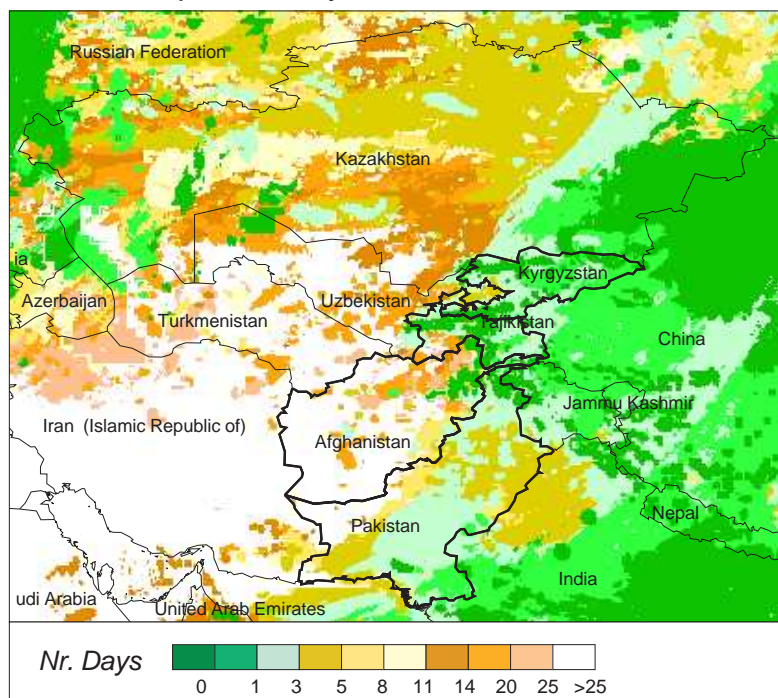 Russian Federation
Kazakhstan
ia
Kyrgyzstan
Azerbaijan
Uzbekistan
Turkmenistan
Tajikistan
China
Jammu Kashmir
Iran (Islamic Republic of)
Afghanistan
Nepal
Pakistan
India
udi Arabia
United Arab Emirates
Nr. Days
0 1 3 5 8 11 14 20 25 >25